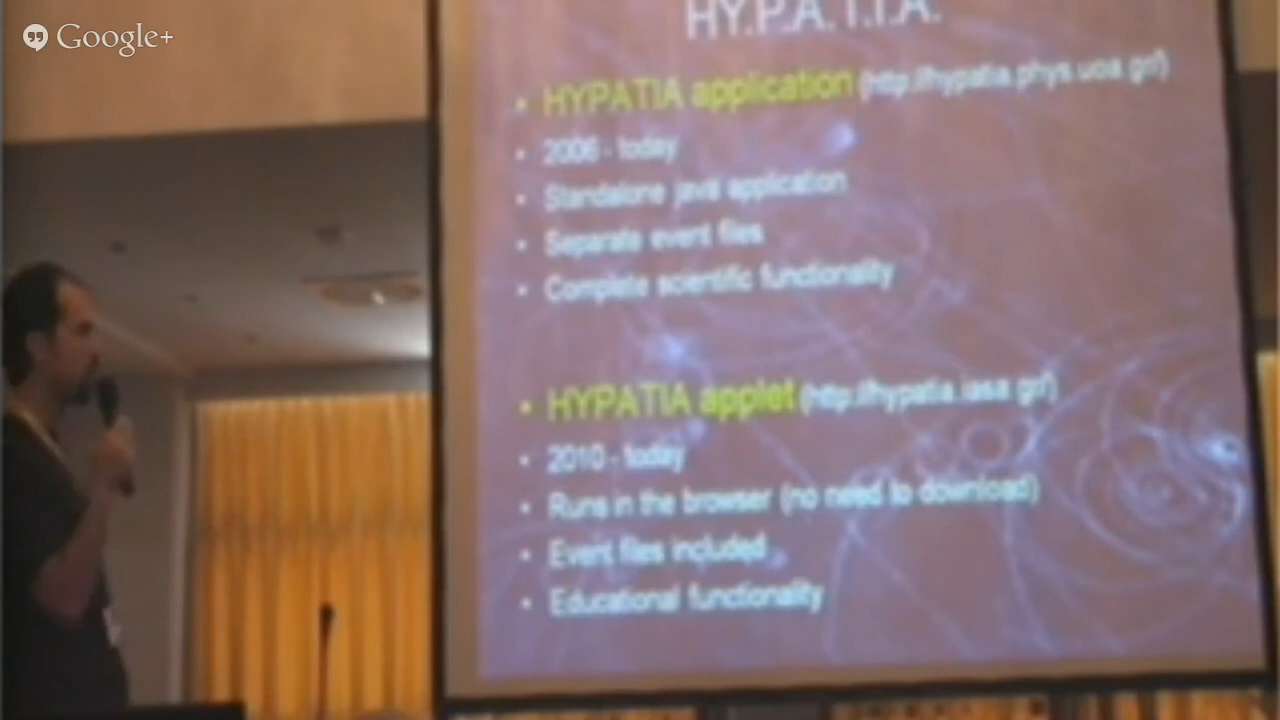 Google+
HY.P.A.T.I.A.
HYPATIA application (http://hypatia.phys.uoa.gr/)
2006 - today
Standalone java application
Separate event files
Complete scientific functionality
HYPATIA applet (http://hypatia.iasa.gr/)
2010 - today
Runs in the browser (no need to download)
Event files included
Educational functionality